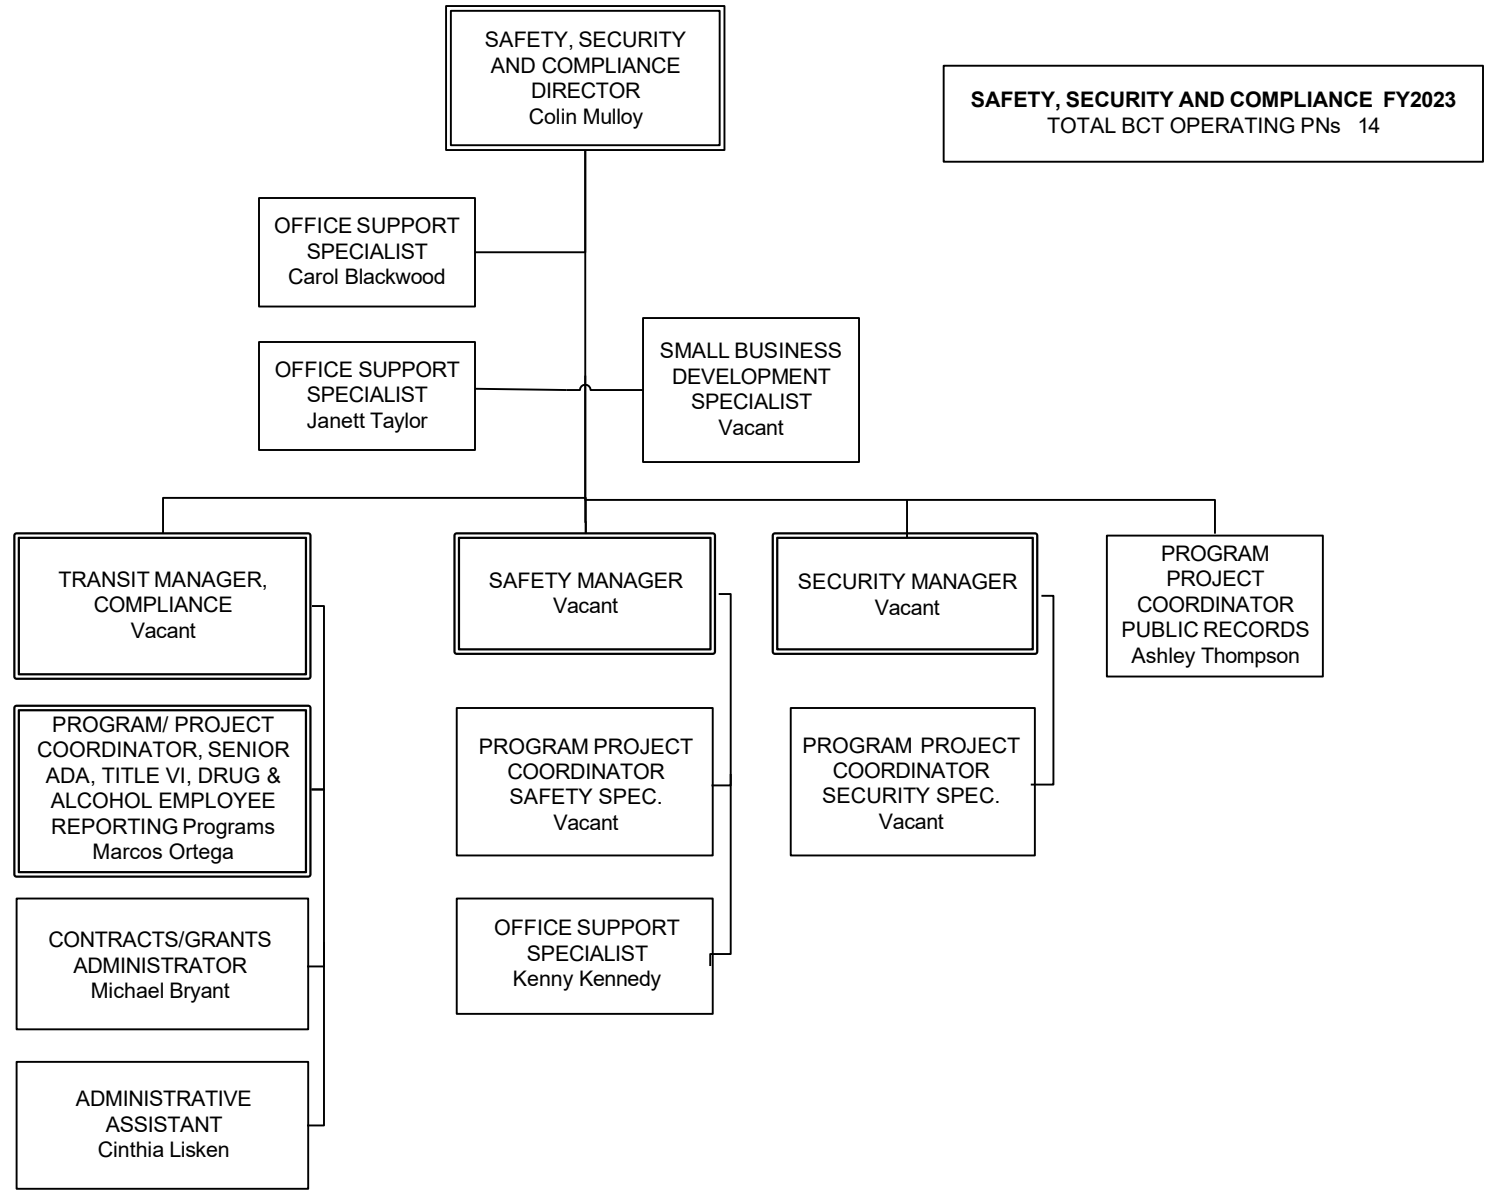 SAFETY, SECURITY
AND COMPLIANCE
DIRECTOR
Colin Mulloy
SAFETY, SECURITY AND COMPLIANCE FY2023
TOTAL BCT OPERATING PNs 14
OFFICE SUPPORT
SPECIALIST
Carol Blackwood
OFFICE SUPPORT
SPECIALIST
Janett Taylor
SMALL BUSINESS
DEVELOPMENT
SPECIALIST
Vacant
TRANSIT MANAGER,
COMPLIANCE
Vacant
SAFETY MANAGER
Vacant
SECURITY MANAGER
Vacant
PROGRAM
PROJECT
COORDINATOR
PUBLIC RECORDS
Ashley Thompson
PROGRAM/ PROJECT
COORDINATOR, SENIOR
ADA, TITLE VI, DRUG &
ALCOHOL EMPLOYEE
REPORTING Programs
Marcos Ortega
PROGRAM PROJECT
COORDINATOR
SAFETY SPEC.
Vacant
PROGRAM PROJECT
COORDINATOR
SECURITY SPEC.
Vacant
CONTRACTS/GRANTS
ADMINISTRATOR
Michael Bryant
OFFICE SUPPORT
SPECIALIST
Kenny Kennedy
ADMINISTRATIVE
ASSISTANT
Cinthia Lisken